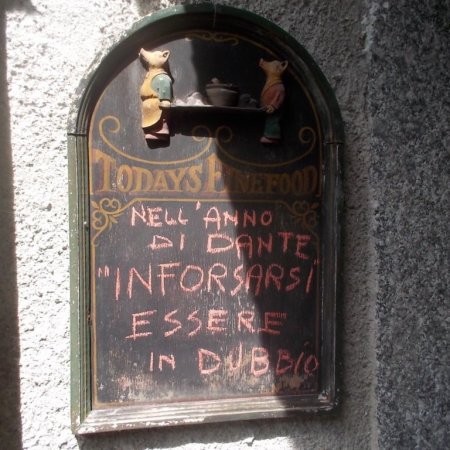 TODAYS FINE FOOD
NELL'ANNO
DI DANTE
"INFORSARSI
ESSERE
IN DUBBIO